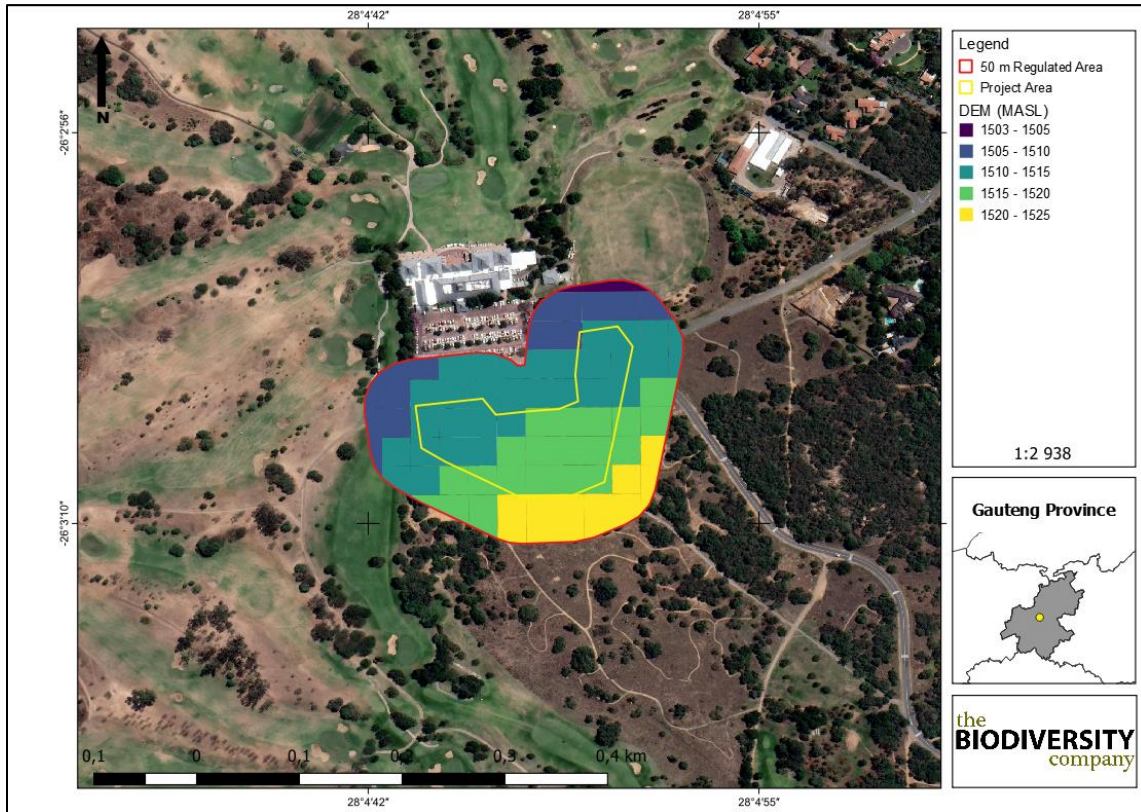 28°4'42"
28°4'55"
N
-26°2'56"
-26°3'10"
0,1
0
0,1
0,2
0,3
0,4 km
28°4'42"
28°4'55"
Legend
50 m Regulated Area
Project Area
DEM (MASL)
1503 - 1505
1505 - 1510
1510 - 1515
1515 - 1520
1520 - 1525
1:2 938
Gauteng Province
the
BIODIVERSITY
company